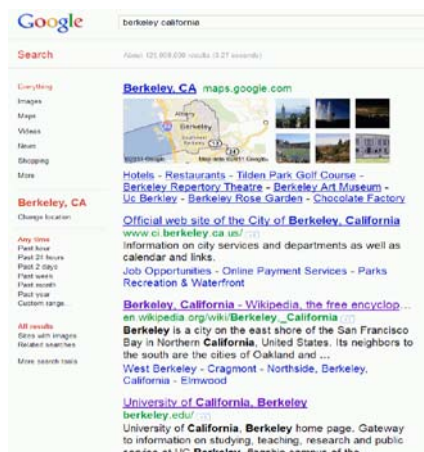 Google
berkeley california
Search
Everything
Images
Maps
Videos
News
Shopping
More
Berkeley, CA
Change location
Any time
Past hour
Past 24 hours
Past 2 days
Past week
Past month
Past year
Custom range...
All results
Sites with images
Related searches
More search tools
Berkeley, CA maps.google.com
Albany
Berkeley
Hotels - Restaurants - Tilden Park Golf Course -
Berkeley Repertory Theatre - Berkeley Art Museum -
Uc Berkley - Berkeley Rose Garden - Chocolate Factory
Official web site of the City of Berkeley, California
www.ci.berkeley.ca.us/
Information on city services and departments as well as
calendar and links.
Job Opportunities - Online Payment Services - Parks
Recreation & Waterfront
Berkeley, California - Wikipedia, the free encyclop...
en.wikipedia.org/wiki/Berkeley,_California
Berkeley is a city on the east shore of the San Francisco
Bay in Northern California, United States. Its neighbors to
the south are the cities of Oakland and ...
West Berkeley - Cragmont - Northside, Berkeley,
California - Elmwood
University of California, Berkeley
berkeley.edu/
University of California, Berkeley home page. Gateway
to information on studying, teaching, research and public